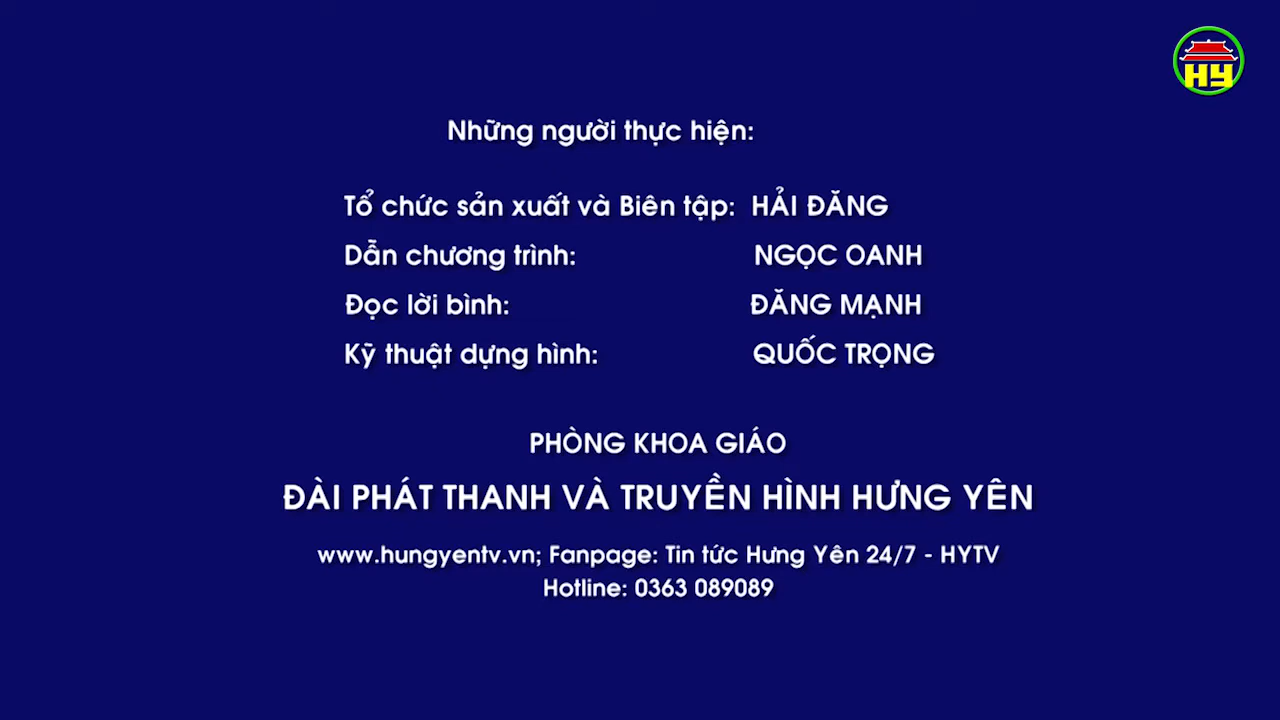 HY
Những người thực hiện:
Tổ chức sản xuất và Biên tập: HẢI ĐĂNG
Dẫn chương trình: NGỌC OANH
Đọc lời bình: ĐĂNG MẠNH
Kỹ thuật dựng hình: QUỐC TRỌNG
PHÒNG KHOA GIÁO
ĐÀI PHÁT THANH VÀ TRUYỀN HÌNH HƯNG YÊN
www.hungyentv.vn; Fanpage: Tin tức Hưng Yên 24/7 - HYTV
Hotline: 0363 089089